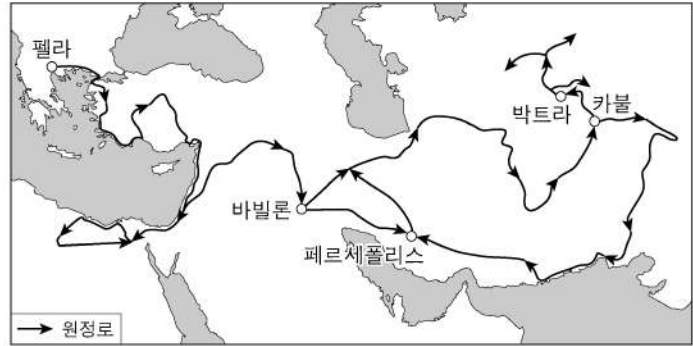 펠라
박트라
카불
바빌론
페르세폴리스
원정로